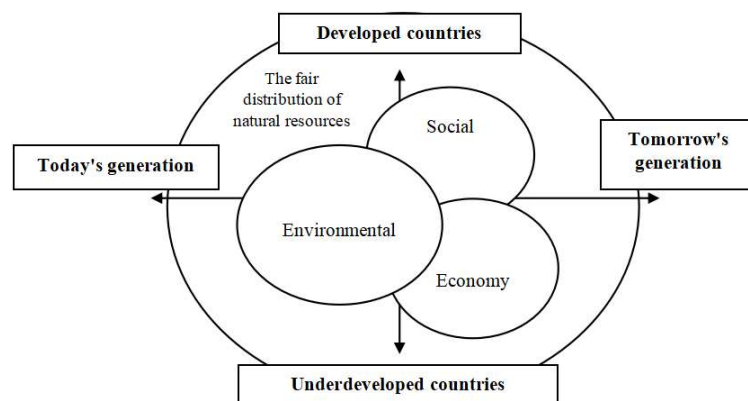 Developed countries
The fair
distribution of
natural resources
Social
Today's generation
Tomorrow's
generation
Environmental
Economy
Underdeveloped countries